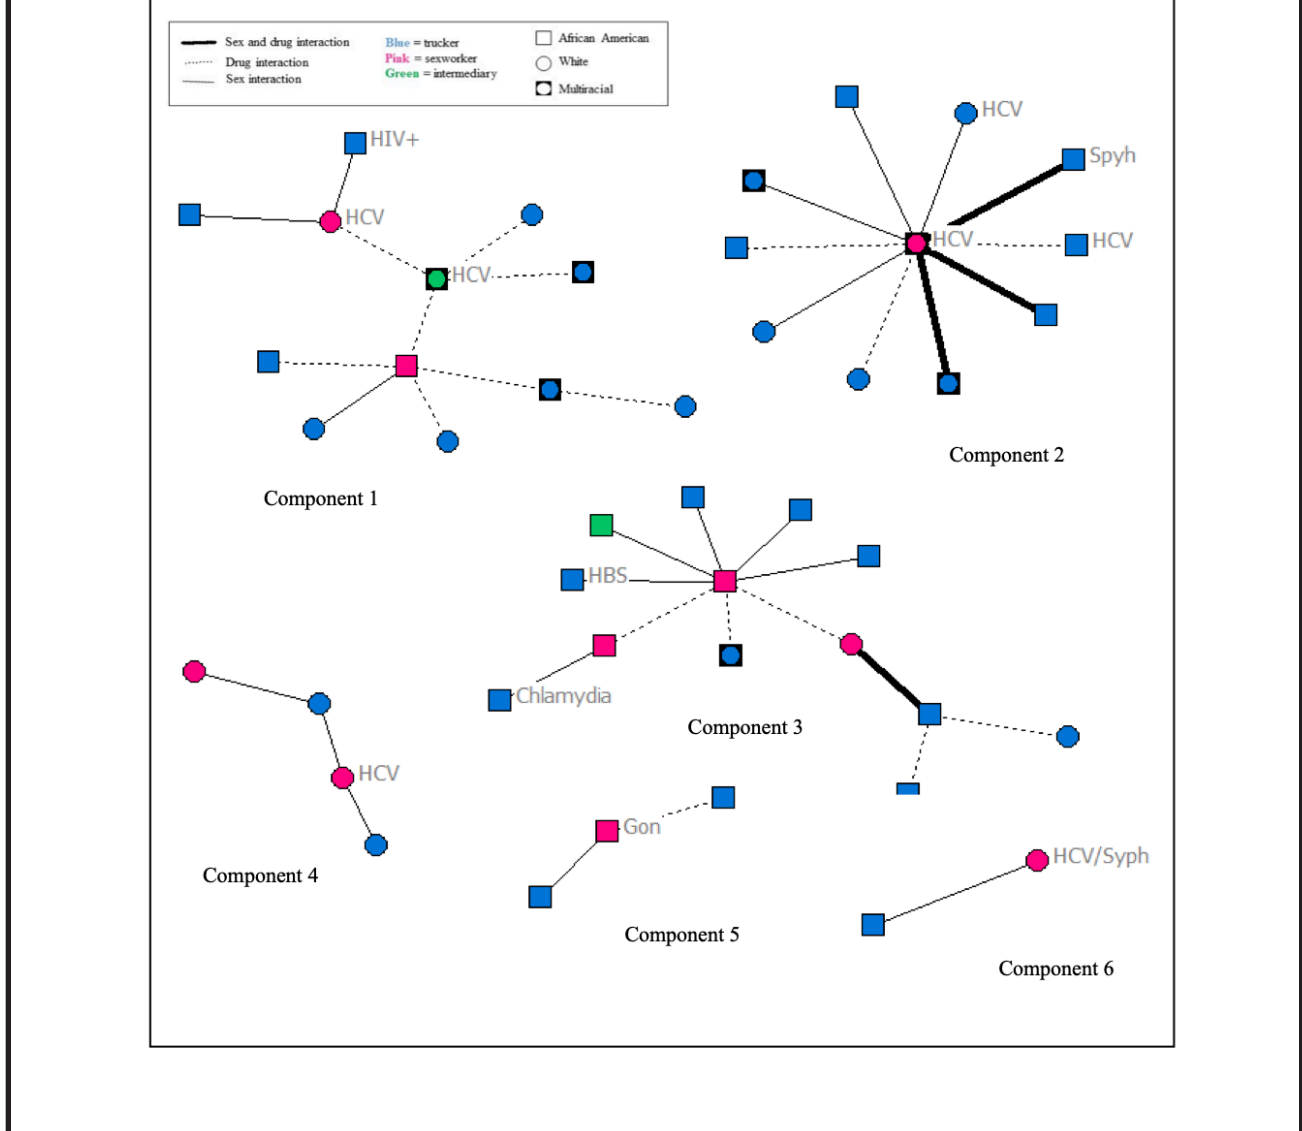 Sex and drug interaction
Drug interaction
Sex interaction
Blue = trucker
Pink = sexworker
Green = intermediary
African American
White
Multiracial
HIV+
HCV
HCV
Component 1
HCV
Spyh
HCV
HCV
Component 2
HBS
Chlamydia
Component 3
HCV
Component 4
Gon
Component 5
HCV/Syph
Component 6